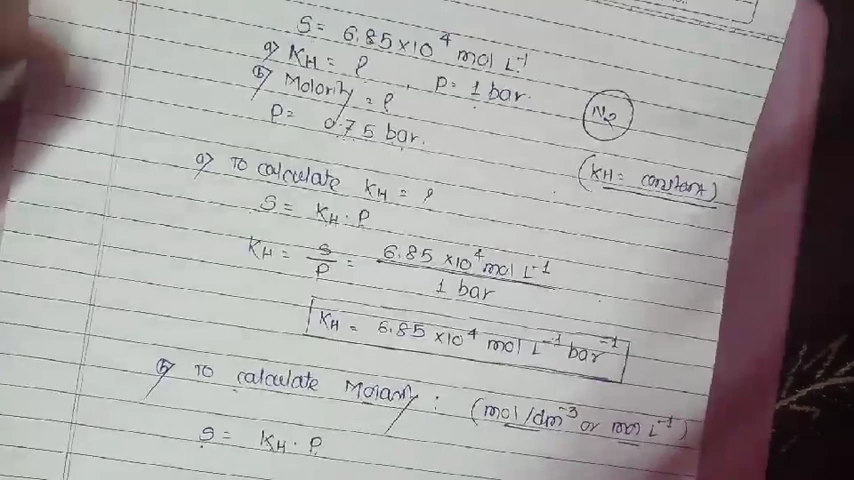 S = 6.85 × 10⁴ mol L⁻¹
a) KH = ? , P = 1 bar.
b) Molarity = ?
P = 0.75 bar.
N₂
a) To calculate KH = ?
(KH = constant)
S = KH · P
KH = S/P = 6.85 × 10⁴ mol L⁻¹ / 1 bar
KH = 6.85 × 10⁴ mol L⁻¹ bar⁻¹
b) To calculate Molarity : (mol/dm⁻³ or mol L⁻¹)
S = KH · P